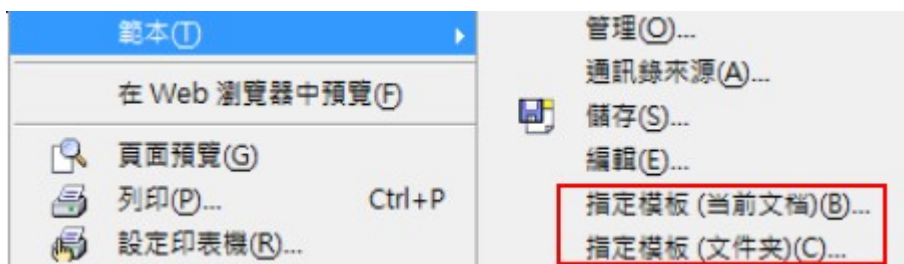 範本(T)
在 Web 瀏覽器中預覽(F)
頁面預覽(G)
列印(P)... Ctrl+P
設定印表機(R)...
管理(O)...
通訊錄來源(A)...
儲存(S)...
編輯(E)...
指定模板 (当前文档)(B)...
指定模板 (文件夹)(C)...